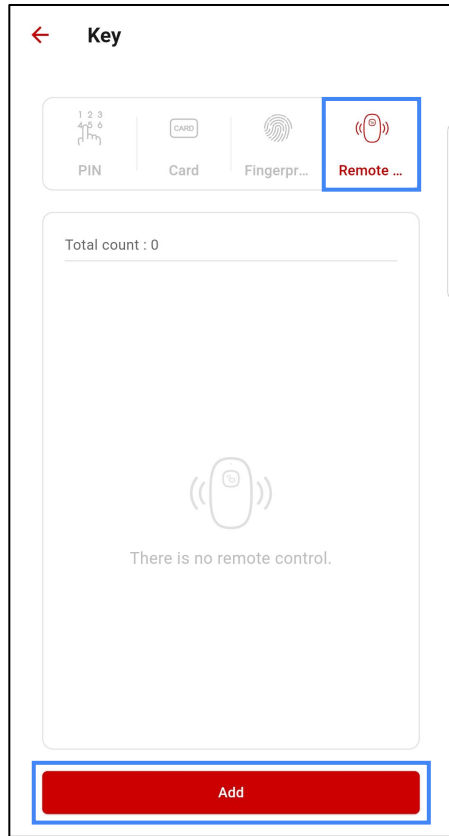 Key
1 2 3
4 5 6
CARD
PIN
Card
Fingerpr...
Remote ...
Total count : 0
There is no remote control.
Add